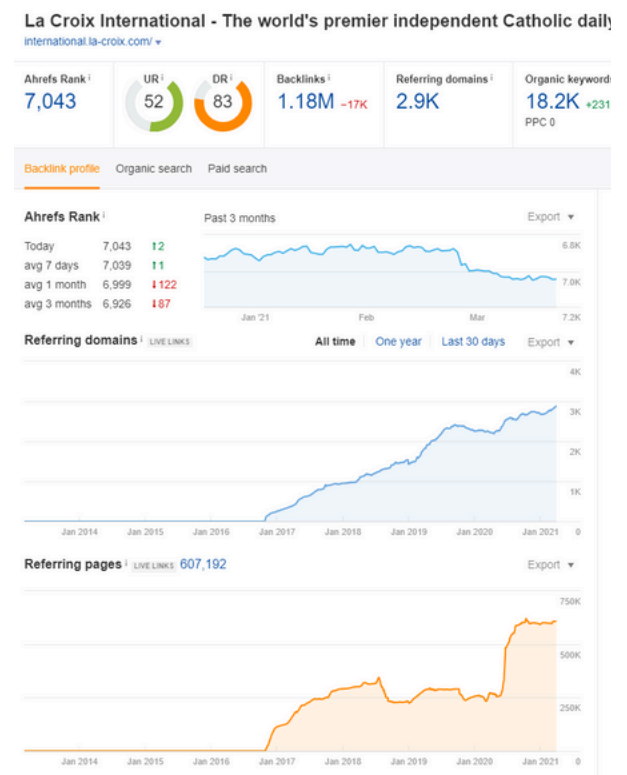 La Croix International - The world's premier independent Catholic daily
international.la-croix.com/
Ahrefs Rank i UR i DR i Backlinks i Referring domains i Organic keywords
7,043 52 83 1.18M -17K 2.9K 18.2K +231
PPC 0
Backlink profile Organic search Paid search
Ahrefs Rank i Past 3 months Export
Today 7,043 ↑2
avg 7 days 7,039 ↑1
avg 1 month 6,999 ↓122
avg 3 months 6,926 ↓87
6.8K
7.0K
7.2K
Jan '21 Feb Mar
Referring domains i LIVE LINKS All time One year Last 30 days Export
4K
3K
2K
1K
0
Jan 2014 Jan 2015 Jan 2016 Jan 2017 Jan 2018 Jan 2019 Jan 2020 Jan 2021
Referring pages i LIVE LINKS 607,192 Export
750K
500K
250K
0
Jan 2014 Jan 2015 Jan 2016 Jan 2017 Jan 2018 Jan 2019 Jan 2020 Jan 2021